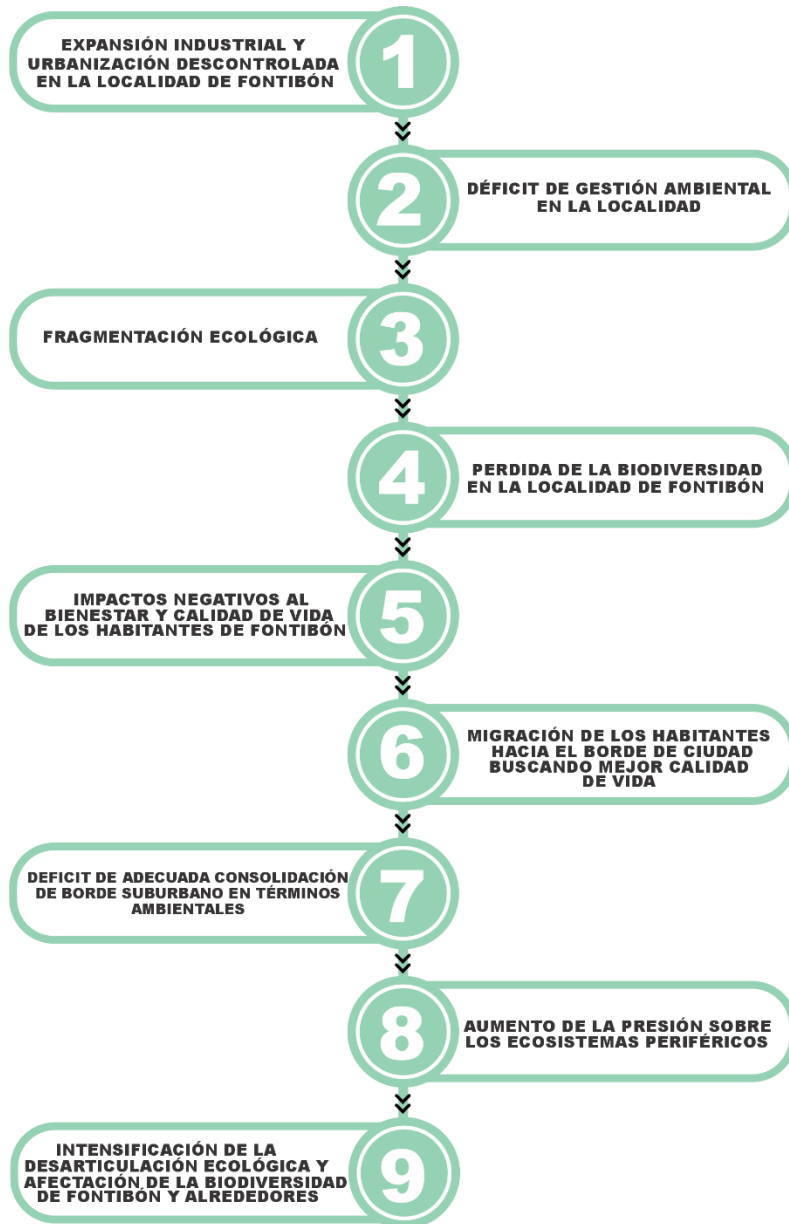 EXPANSIÓN INDUSTRIAL Y
URBANIZACIÓN DESCONTROLADA
EN LA LOCALIDAD DE FONTIBÓN
1
2
DÉFICIT DE GESTIÓN AMBIENTAL
EN LA LOCALIDAD
FRAGMENTACIÓN ECOLÓGICA
3
4
PERDIDA DE LA BIODIVERSIDAD
EN LA LOCALIDAD DE FONTIBÓN
IMPACTOS NEGATIVOS AL
BIENESTAR Y CALIDAD DE VIDA
DE LOS HABITANTES DE FONTIBÓN
5
6
MIGRACIÓN DE LOS HABITANTES
HACIA EL BORDE DE CIUDAD
BUSCANDO MEJOR CALIDAD
DE VIDA
DEFICIT DE ADECUADA CONSOLIDACIÓN
DE BORDE SUBURBANO EN TÉRMINOS
AMBIENTALES
7
8
AUMENTO DE LA PRESIÓN SOBRE
LOS ECOSISTEMAS PERIFÉRICOS
INTENSIFICACIÓN DE LA
DESARTICULACIÓN ECOLÓGICA Y
AFECTACIÓN DE LA BIODIVERSIDAD
DE FONTIBÓN Y ALREDEDORES
9